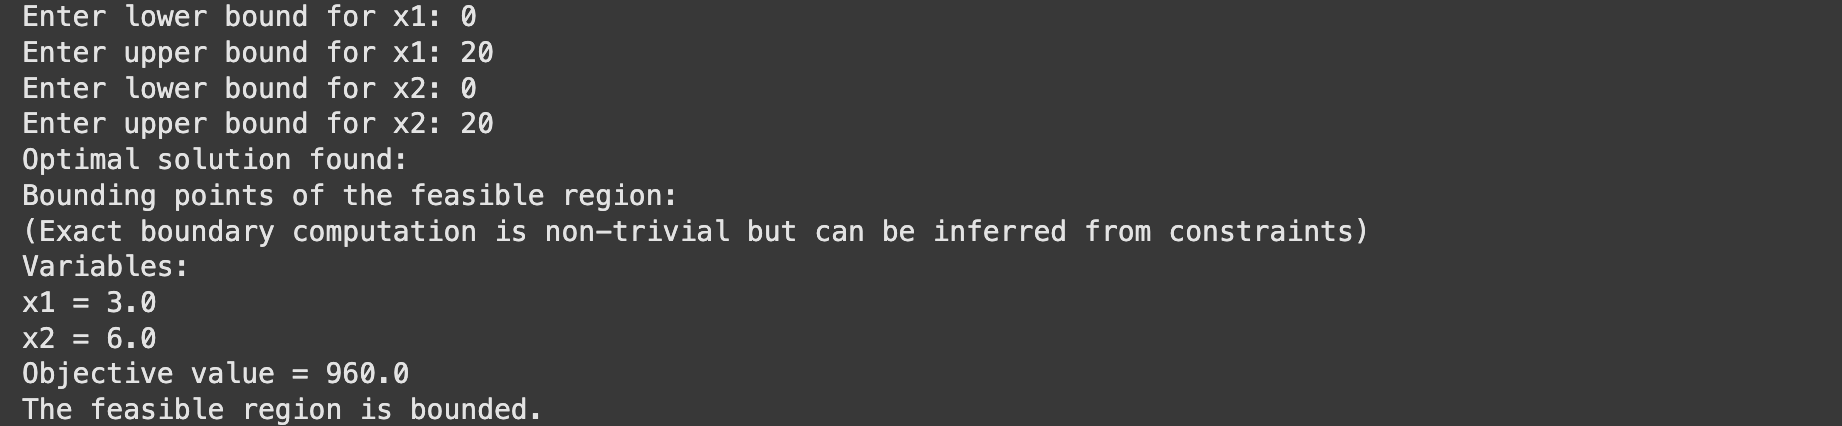 Enter lower bound for x1: 0
Enter upper bound for x1: 20
Enter lower bound for x2: 0
Enter upper bound for x2: 20
Optimal solution found:
Bounding points of the feasible region:
(Exact boundary computation is non-trivial but can be inferred from constraints)
Variables:
x1 = 3.0
x2 = 6.0
Objective value = 960.0
The feasible region is bounded.